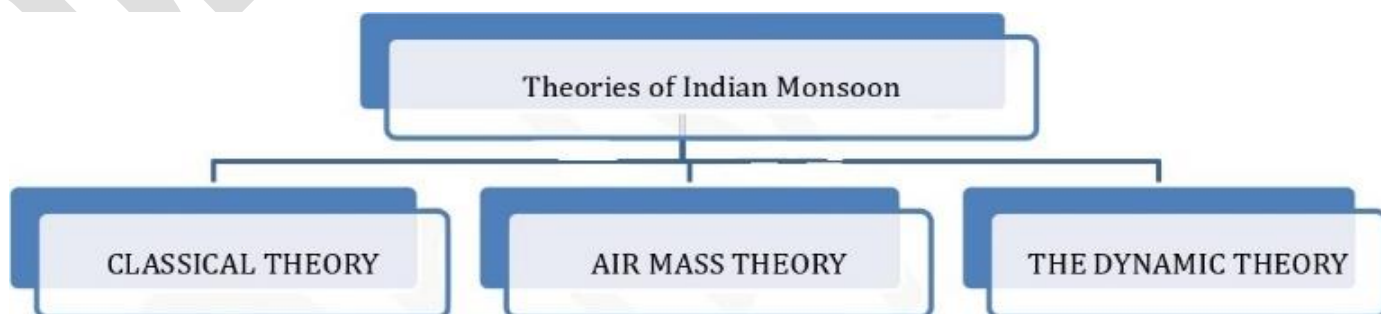 Theories of Indian Monsoon
CLASSICAL THEORY
AIR MASS THEORY
THE DYNAMIC THEORY